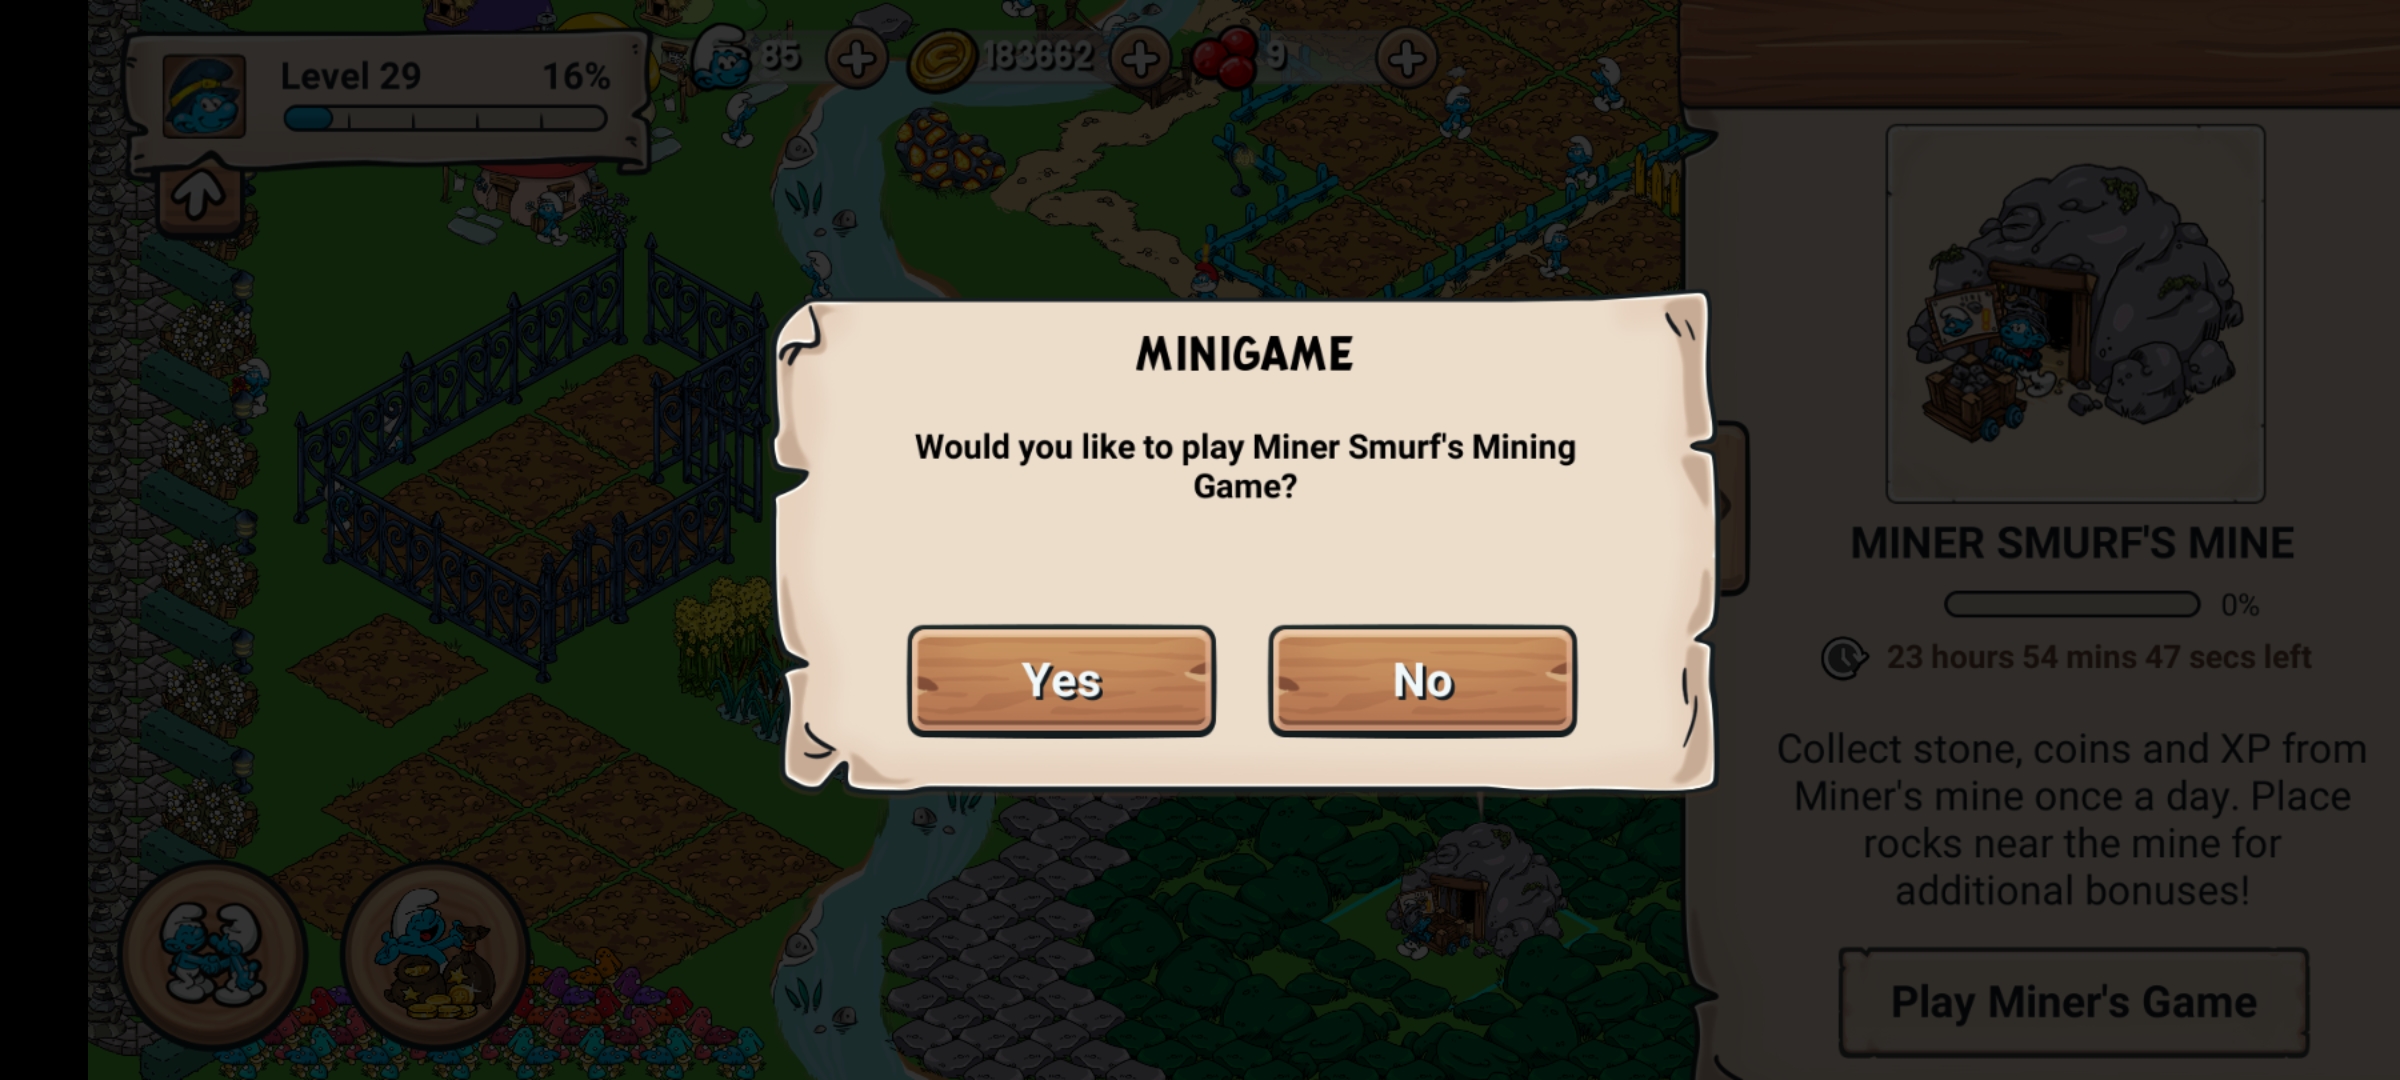 Level 29
16%
85
183662
9
MINIGAME
Would you like to play Miner Smurf's Mining
Game?
Yes
No
MINER SMURF'S MINE
0%
23 hours 54 mins 47 secs left
Collect stone, coins and XP from
Miner's mine once a day. Place
rocks near the mine for
additional bonuses!
Play Miner's Game